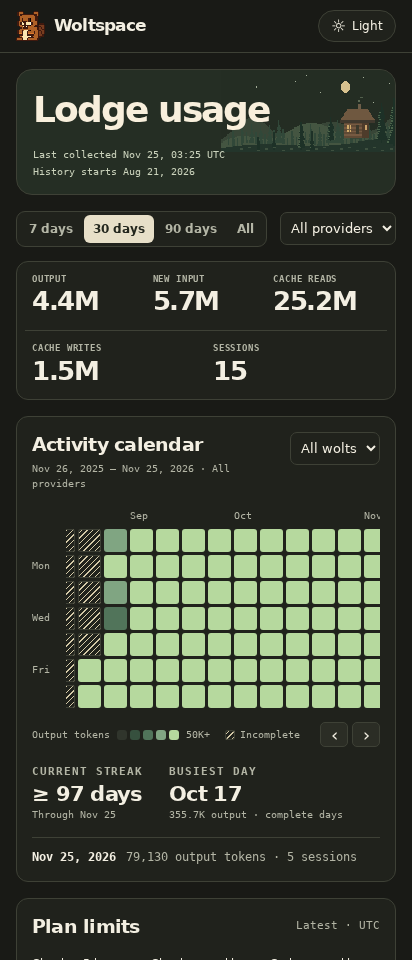 Woltspace
Light
Lodge usage
Last collected Nov 25, 03:25 UTC
History starts Aug 21, 2026
7 days 30 days 90 days All All providers
OUTPUT NEW INPUT CACHE READS
4.4M 5.7M 25.2M
CACHE WRITES SESSIONS
1.5M 15
Activity calendar
All wolts
Nov 26, 2025 — Nov 25, 2026 · All
providers
Sep Oct Nov
Mon
Wed
Fri
Output tokens 50K+ Incomplete ‹ ›
CURRENT STREAK BUSIEST DAY
≥ 97 days Oct 17
Through Nov 25 355.7K output · complete days
Nov 25, 2026 79,130 output tokens · 5 sessions
Plan limits Latest · UTC